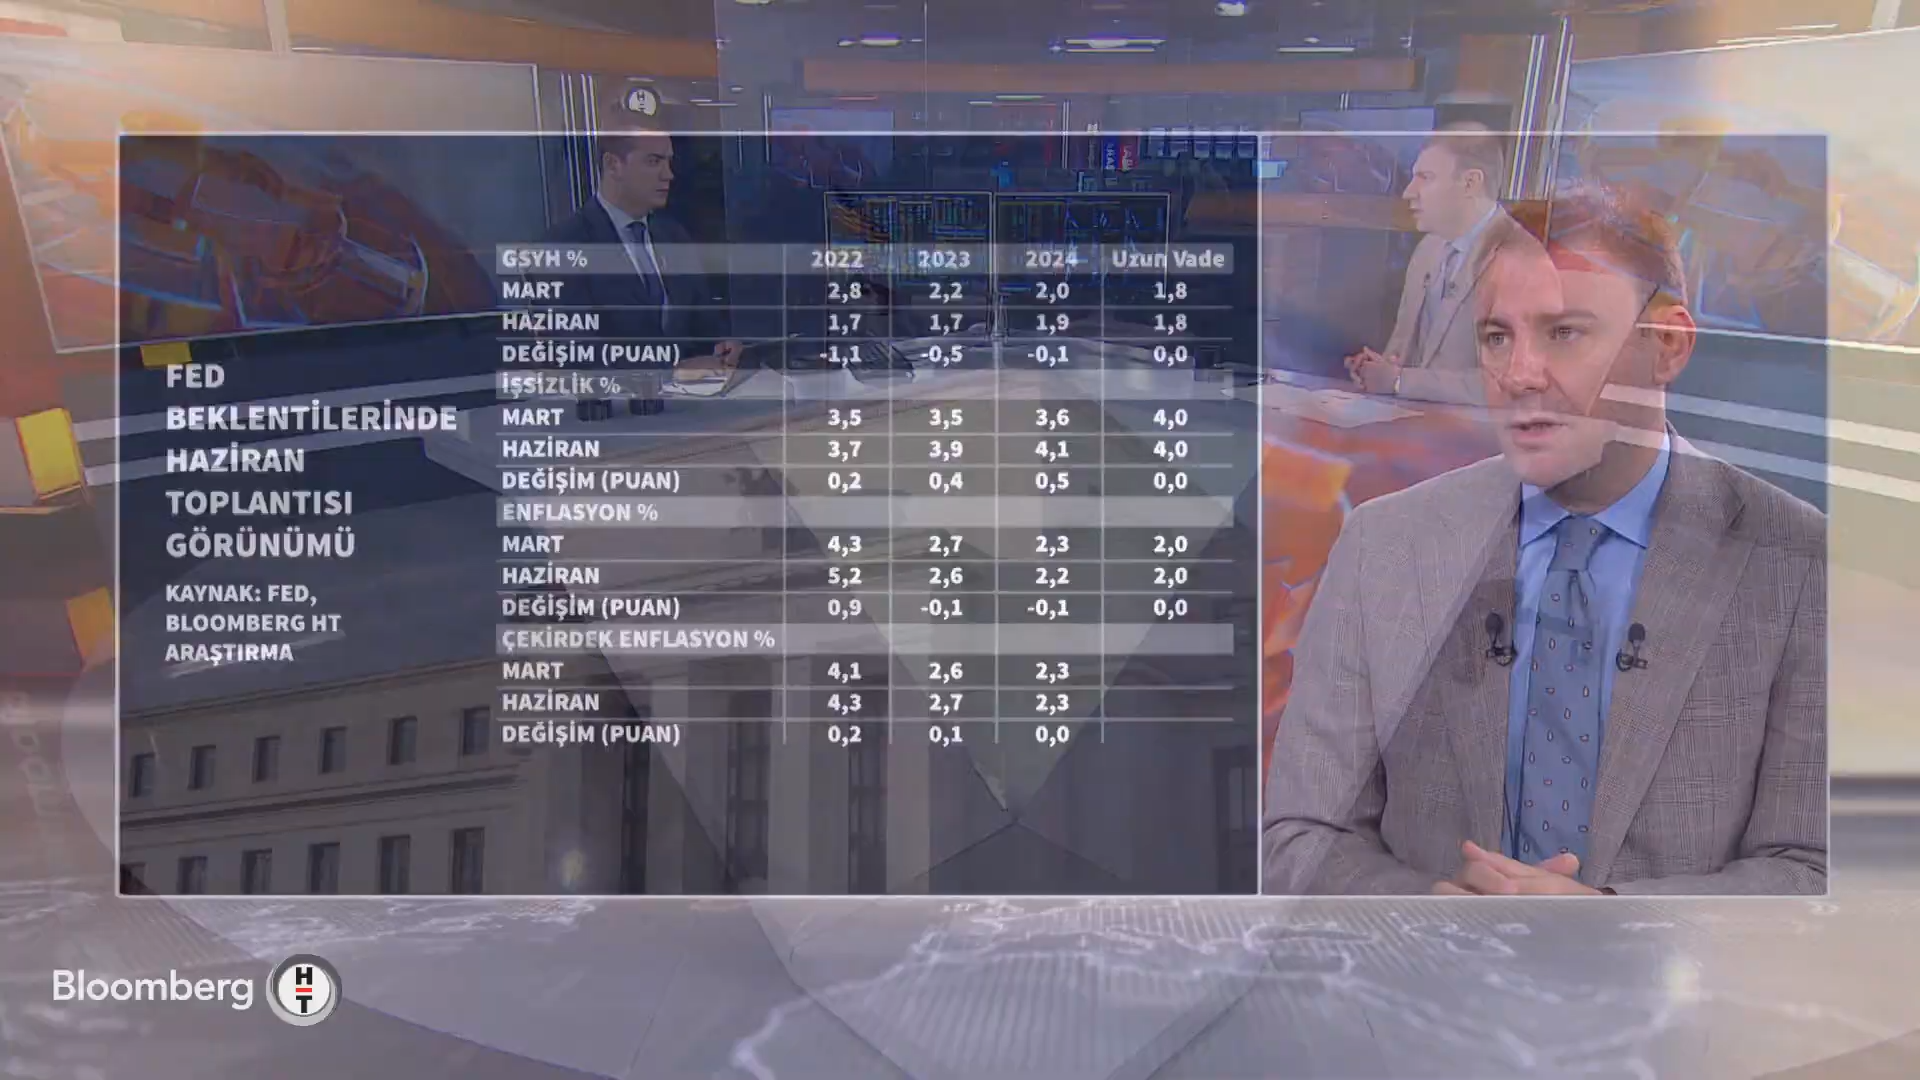 FED
BEKLENTİLERİNDE
HAZİRAN
TOPLANTISI
GÖRÜNÜMÜ
KAYNAK: FED,
BLOOMBERG HT
ARAŞTIRMA
GSYH % 2022 2023 2024 Uzun Vade
MART 2,8 2,2 2,0 1,8
HAZİRAN 1,7 1,7 1,9 1,8
DEĞİŞİM (PUAN) -1,1 -0,5 -0,1 0,0
İŞSİZLİK %
MART 3,5 3,5 3,6 4,0
HAZİRAN 3,7 3,9 4,1 4,0
DEĞİŞİM (PUAN) 0,2 0,4 0,5 0,0
ENFLASYON %
MART 4,3 2,7 2,3 2,0
HAZİRAN 5,2 2,6 2,2 2,0
DEĞİŞİM (PUAN) 0,9 -0,1 -0,1 0,0
ÇEKİRDEK ENFLASYON %
MART 4,1 2,6 2,3
HAZİRAN 4,3 2,7 2,3
DEĞİŞİM (PUAN) 0,2 0,1 0,0
Bloomberg HT